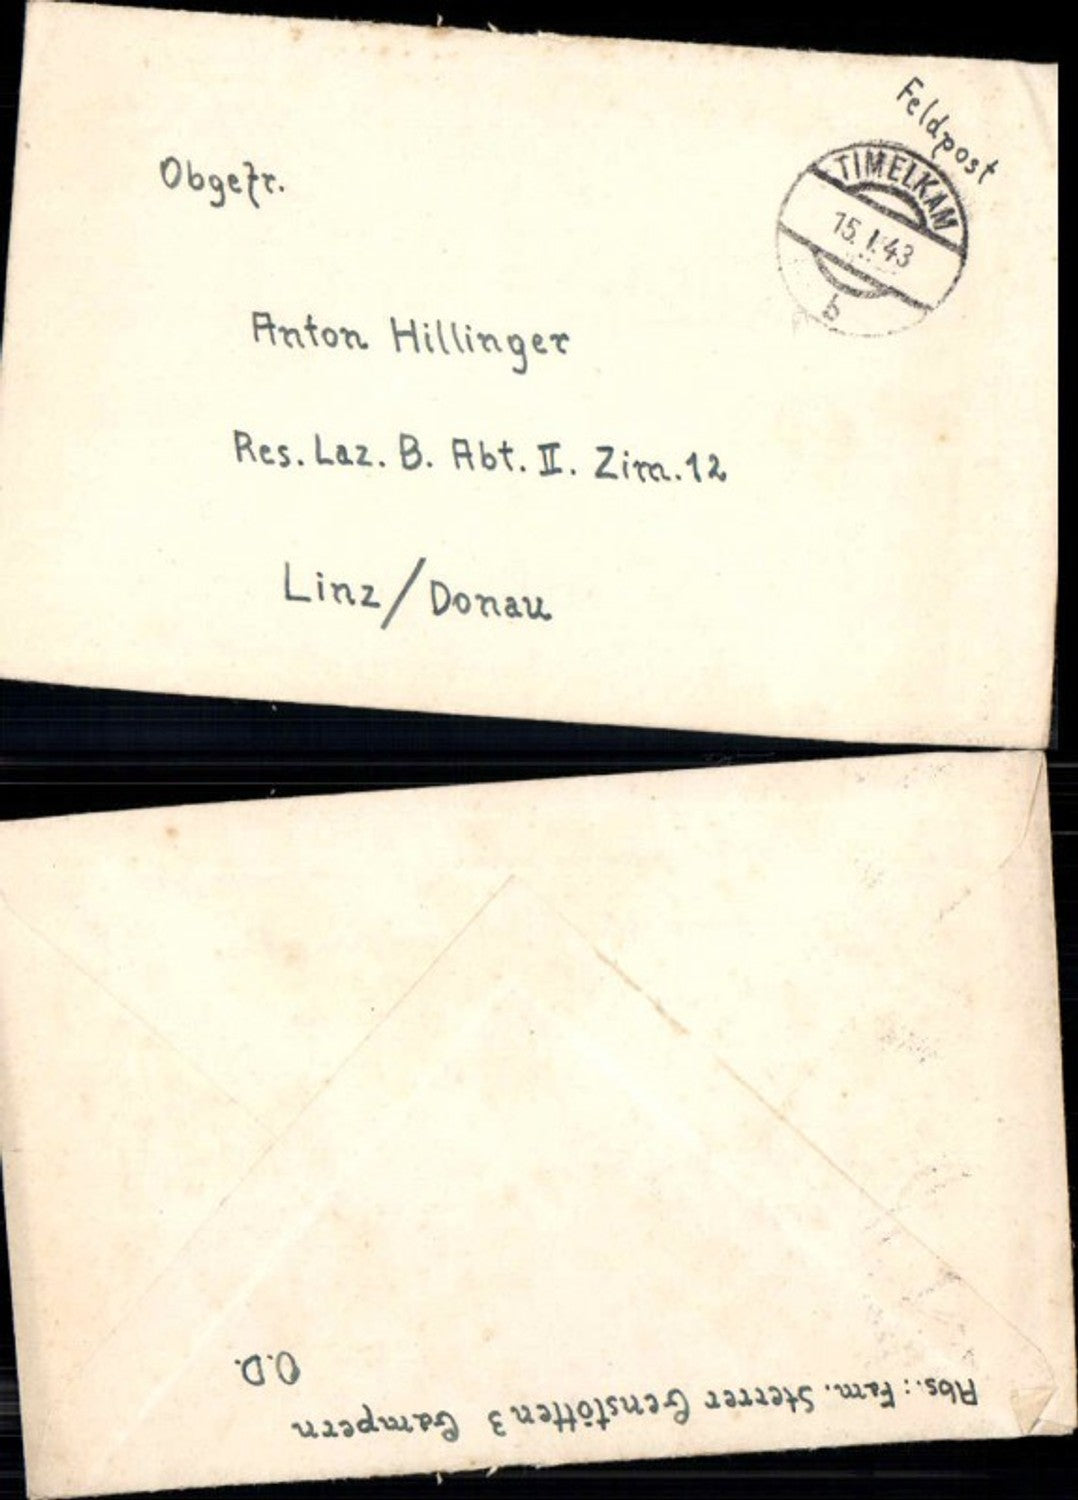 Feldpost
TIMELKAM
15.I.43
b
Obgefr.
Anton Hillinger
Res. Laz. B. Abt. II. Zim. 12
Linz/Donau
Abs.: Fam. Sterrer Genstötten 3 Gampern
O.D.